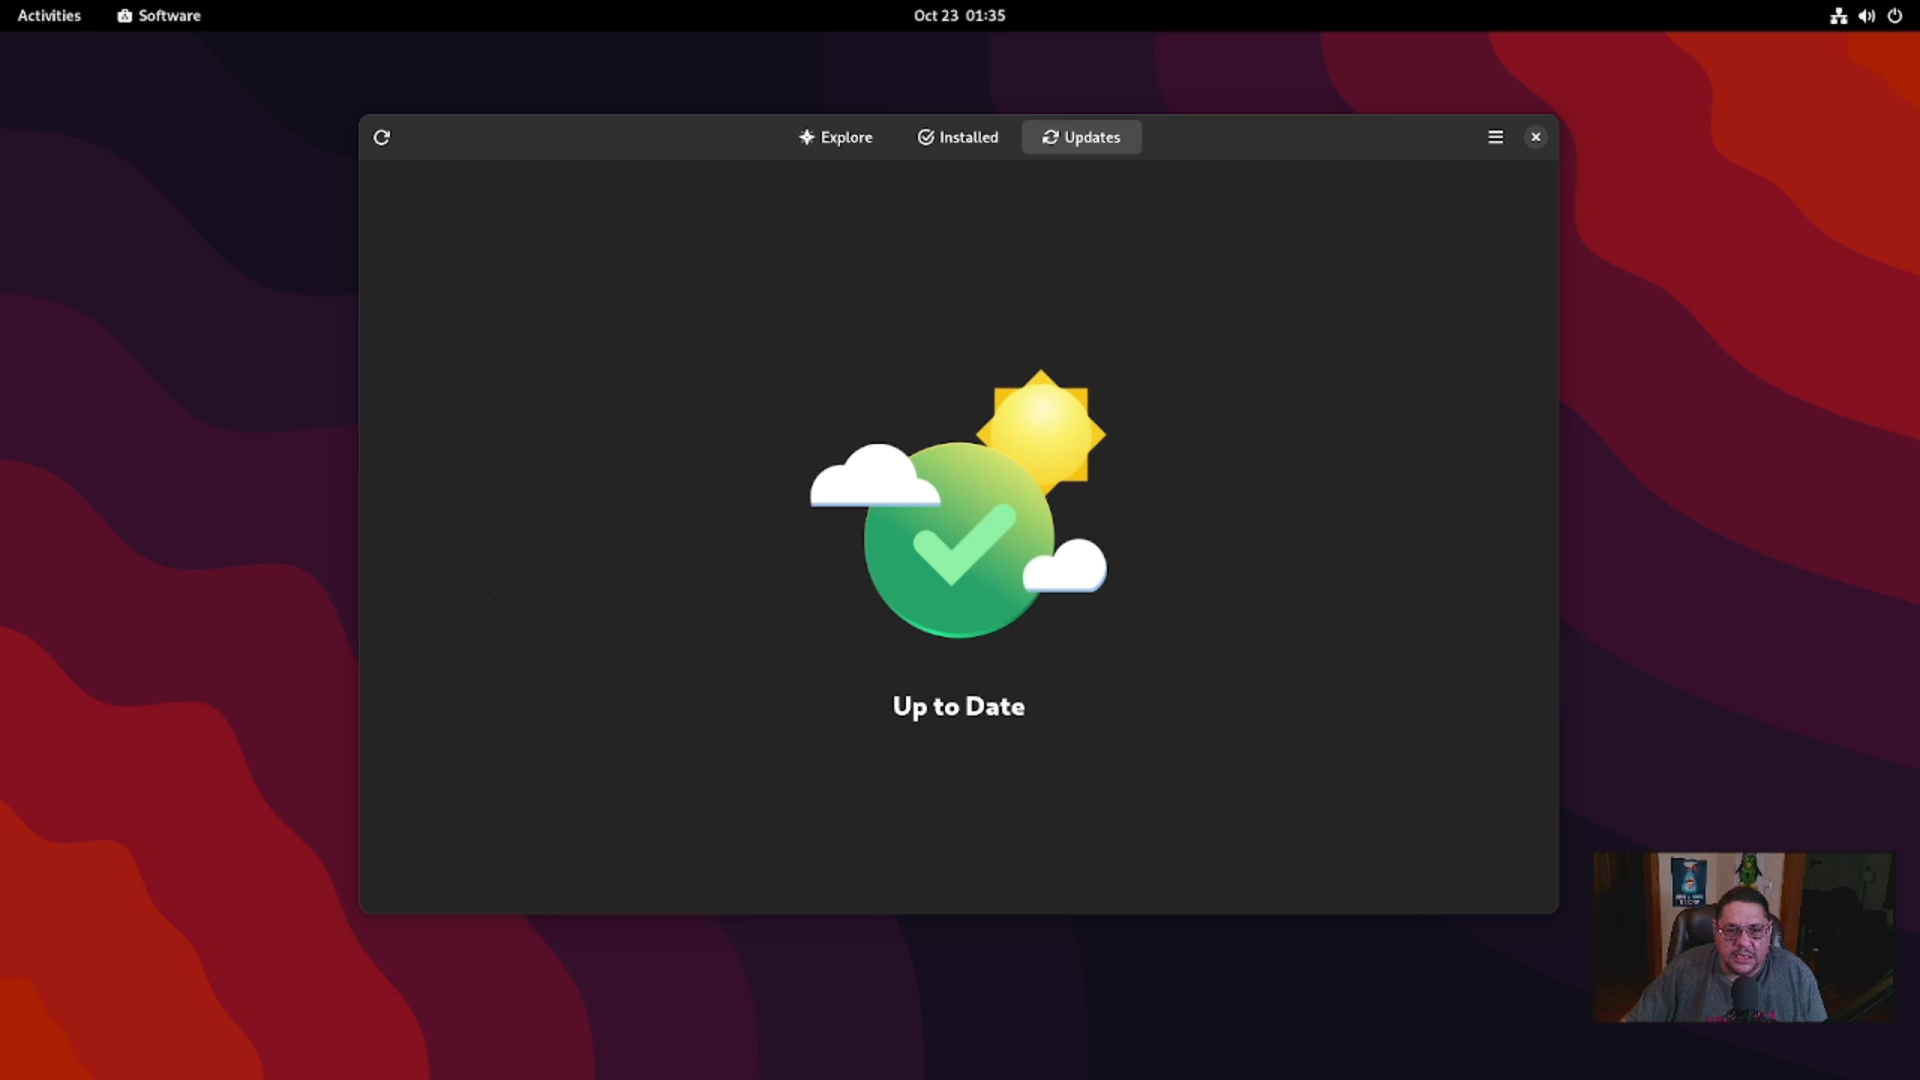 Activities
Software
Oct 23 01:35
Explore
Installed
Updates
Up to Date